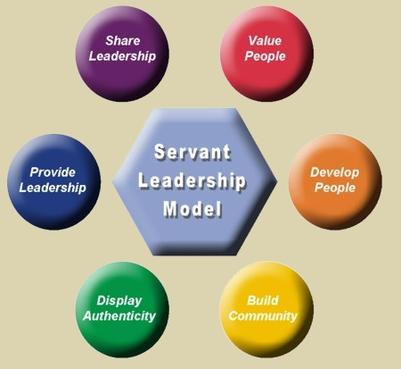 Share
Leadership
Value
People
Provide
Leadership
Servant
Leadership
Model
Develop
People
Display
Authenticity
Build
Community